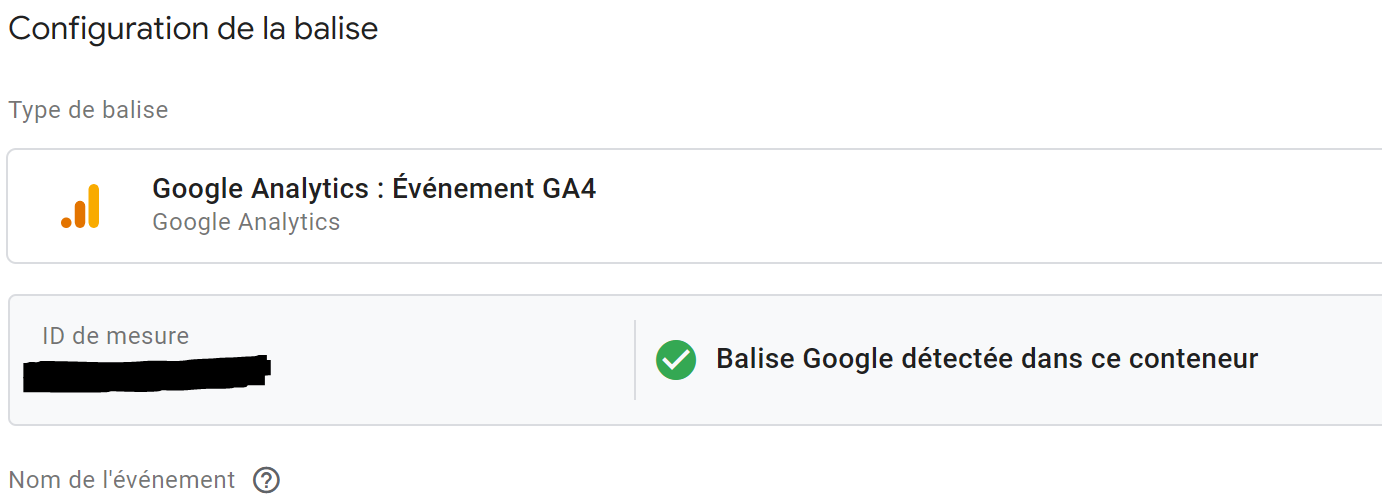 Configuration de la balise
Type de balise
Google Analytics : Événement GA4
Google Analytics
ID de mesure
Balise Google détectée dans ce conteneur
Nom de l'événement